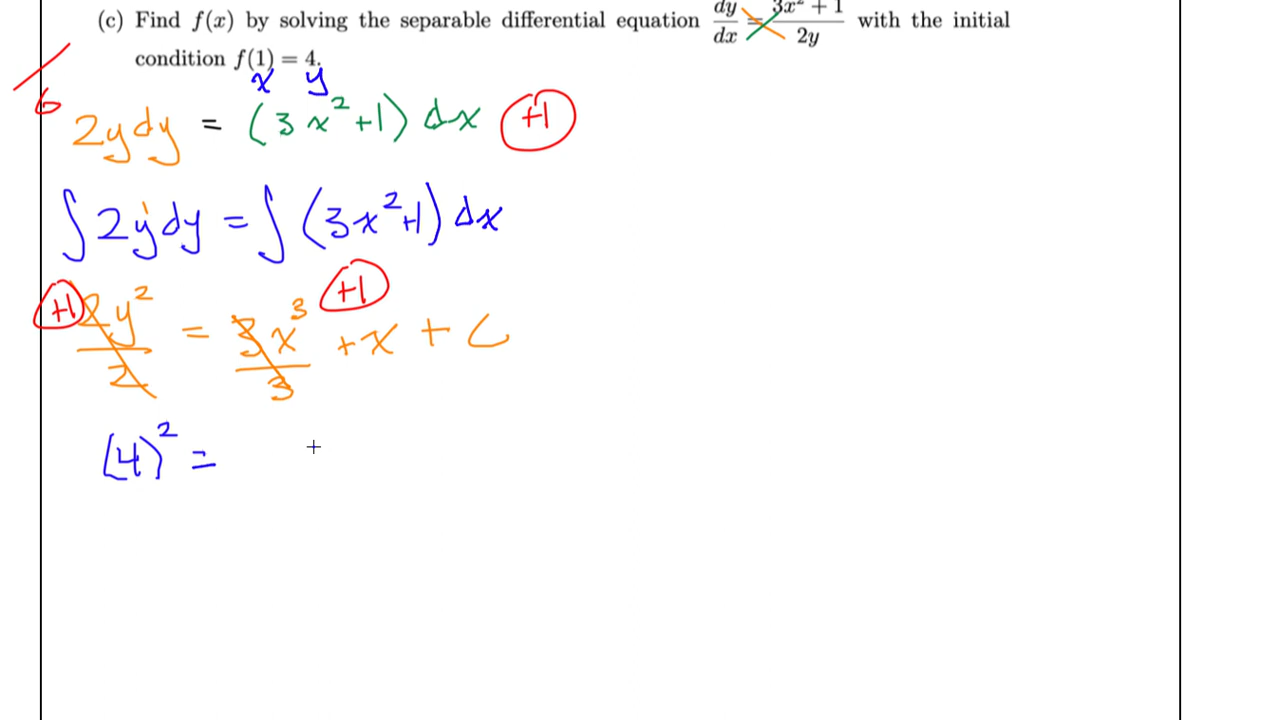 (c) Find f(x) by solving the separable differential equation dy/dx = 3x² + 1 / 2y with the initial
condition f(1) = 4.
x y
/6
2y dy = (3x² + 1) dx +1
∫ 2y¹ dy = ∫ (3x² + 1) dx
+1 2y²/2 = 3x³/3 + x + C +1
(4)² =